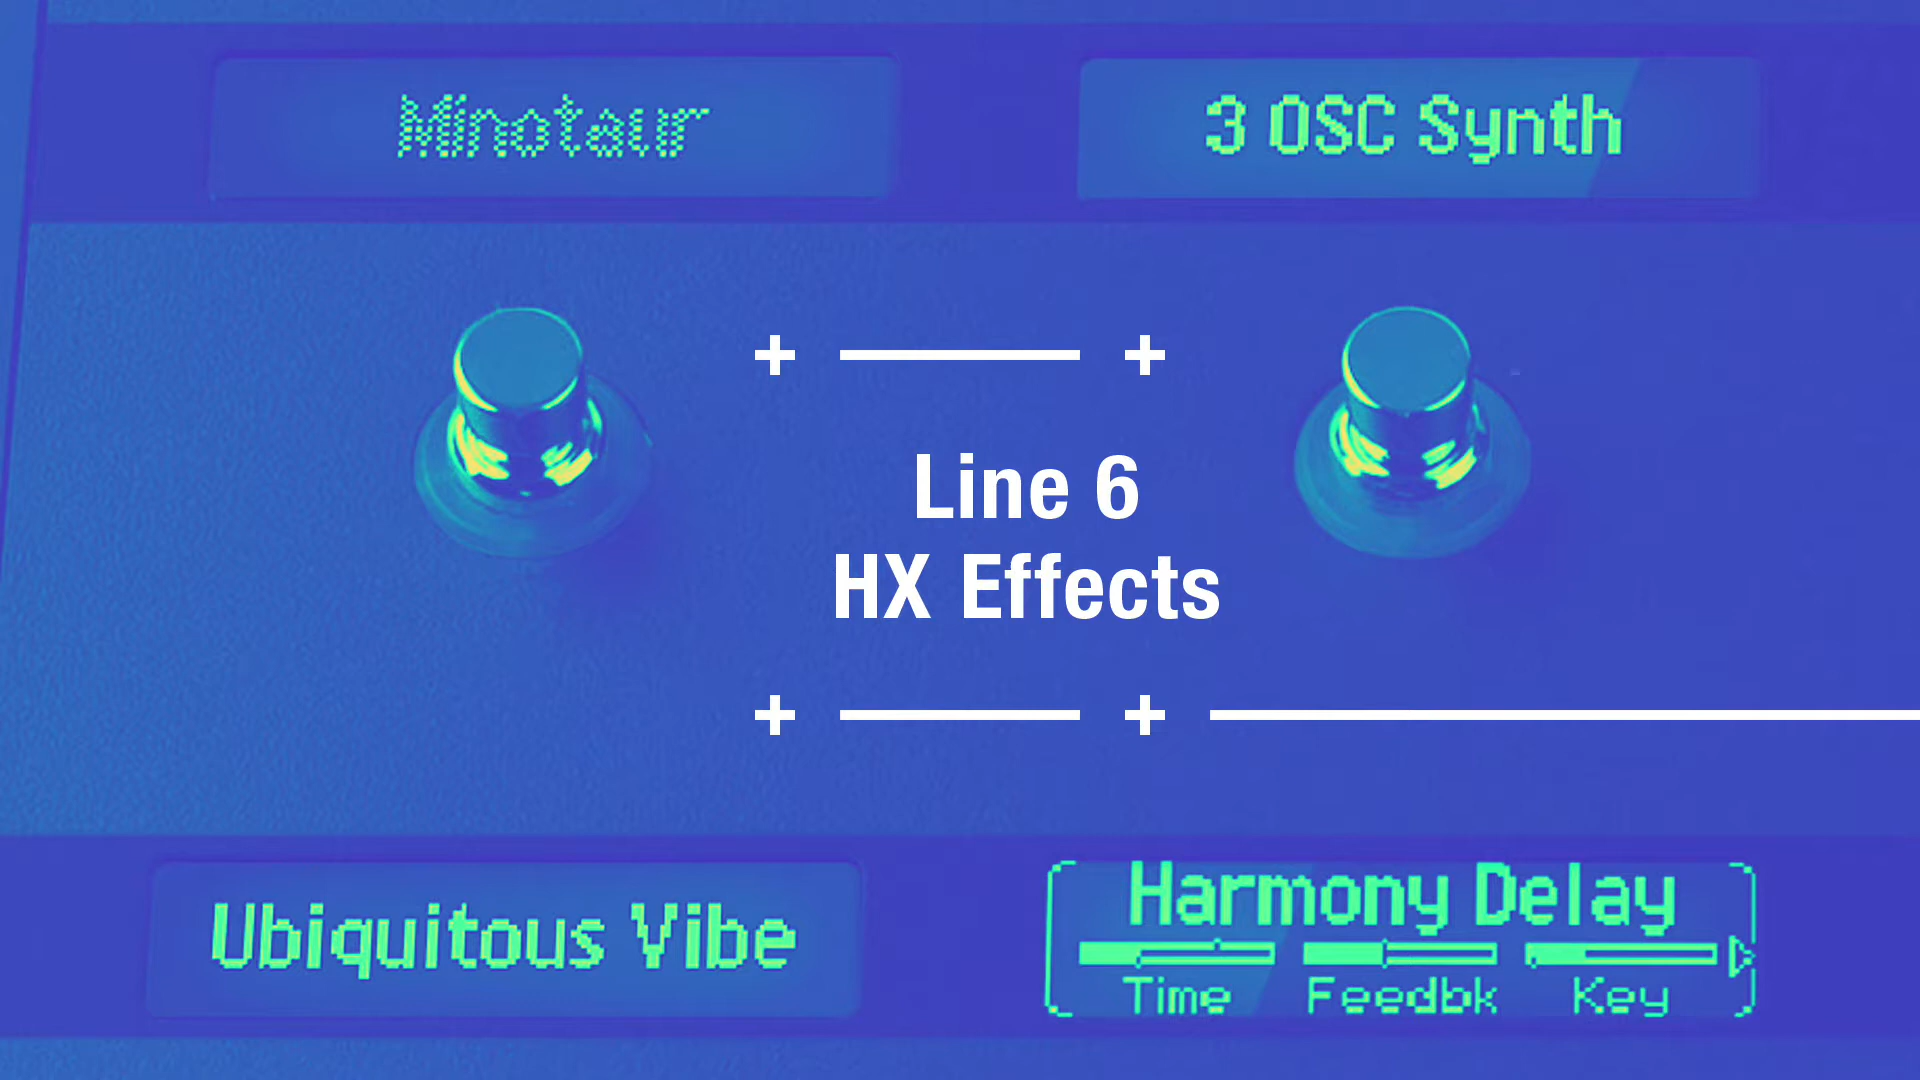 Minotaur
3 OSC Synth
Line 6
HX Effects
Ubiquitous Vibe
Harmony Delay
Time Feedbk Key